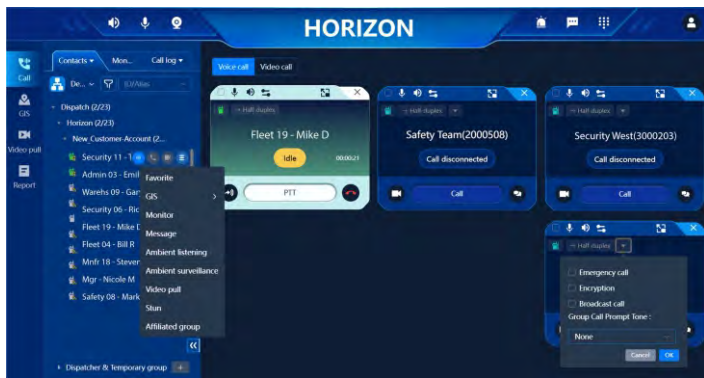 HORIZON
Call
GIS
Video pull
Report
Contacts
Mon...
Call log
De...
ID/Alias
Dispatch (2/23)
Horizon (2/23)
New_Customer-Account (2...
Security 11 - 1
Admin 03 - Emil
Warehs 09 - Gar
Security 06 - Ric
Fleet 19 - Mike D
Fleet 04 - Bill R
Mnfr 18 - Steven
Mgr - Nicole M
Safety 08 - Mark
Dispatcher & Temporary group
Favorite
GIS
Monitor
Message
Ambient listening
Ambient surveillance
Video pull
Stun
Affiliated group
Voice call
Video call
Half duplex
Fleet 19 - Mike D
Idle
00:00:23
PTT
Half duplex
Safety Team(2000508)
Call disconnected
Call
Half duplex
Security West(3000203)
Call disconnected
Call
Half duplex
Emergency call
Encryption
Broadcast call
Group Call Prompt Tone :
None
Cancel
OK